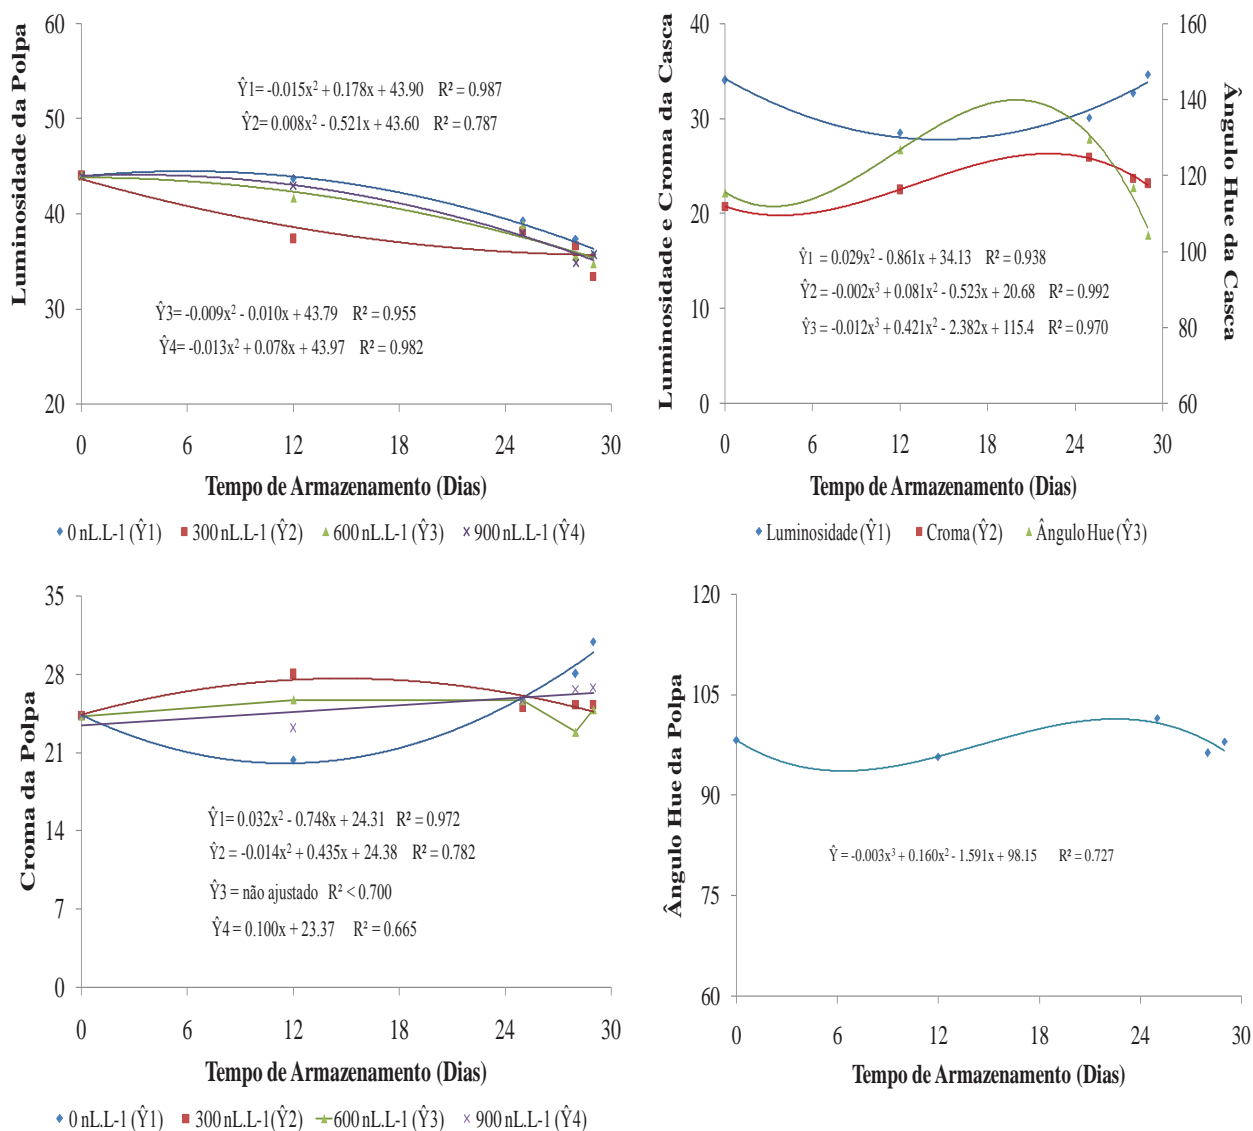 Luminosidade da Polpa
60
50
40
30
20
Ŷ1= -0.015x² + 0.178x + 43.90 R² = 0.987
Ŷ2= 0.008x² - 0.521x + 43.60 R² = 0.787
Ŷ3= -0.009x² - 0.010x + 43.79 R² = 0.955
Ŷ4= -0.013x² + 0.078x + 43.97 R² = 0.982
0 6 12 18 24 30
Tempo de Armazenamento (Dias)
0 nL.L-1 (Ŷ1) 300 nL.L-1 (Ŷ2) 600 nL.L-1 (Ŷ3) 900 nL.L-1 (Ŷ4)
Luminosidade e Croma da Casca
40
30
20
10
0
Ŷ1 = 0.029x² - 0.861x + 34.13 R² = 0.938
Ŷ2 = -0.002x³ + 0.081x² - 0.523x + 20.68 R² = 0.992
Ŷ3 = -0.012x³ + 0.421x² - 2.382x + 115.4 R² = 0.970
160
140
120
100
80
60
Ângulo Hue da Casca
0 6 12 18 24 30
Tempo de Armazenamento (Dias)
Luminosidade (Ŷ1) Croma (Ŷ2) Ângulo Hue (Ŷ3)
Croma da Polpa
35
28
21
14
7
0
Ŷ1= 0.032x² - 0.748x + 24.31 R² = 0.972
Ŷ2 = -0.014x² + 0.435x + 24.38 R² = 0.782
Ŷ3 = não ajustado R² < 0.700
Ŷ4 = 0.100x + 23.37 R² = 0.665
0 6 12 18 24 30
Tempo de Armazenamento (Dias)
0 nL.L-1 (Ŷ1) 300 nL.L-1(Ŷ2) 600 nL.L-1 (Ŷ3) 900 nL.L-1 (Ŷ4)
Ângulo Hue da Polpa
120
105
90
75
60
Ŷ = -0.003x³ + 0.160x² - 1.591x + 98.15 R² = 0.727
0 6 12 18 24 30
Tempo de Armazenamento (Dias)